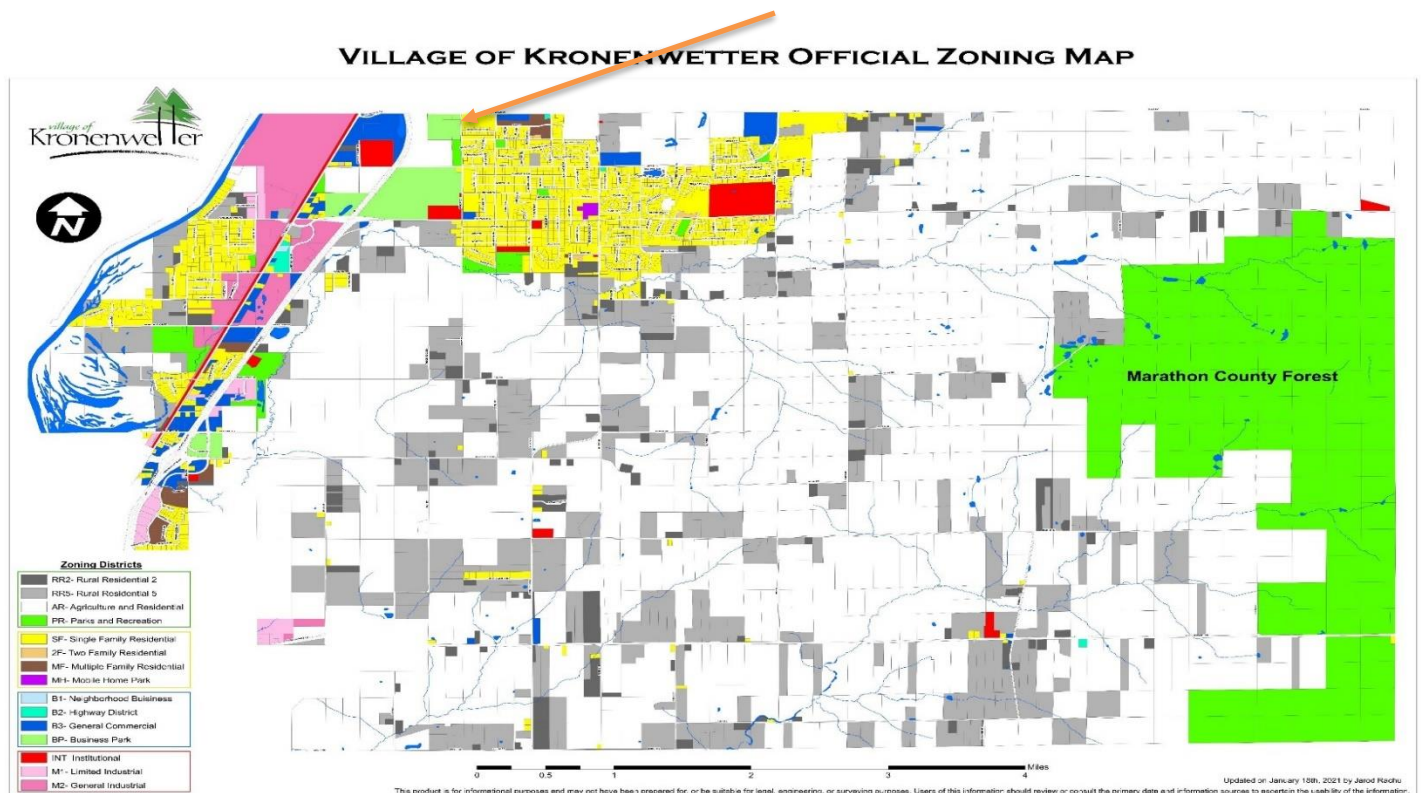 VILLAGE OF KRONENWETTER OFFICIAL ZONING MAP
village of
Kronenwetter
N
Marathon County Forest
Zoning Districts
RR2- Rural Residential 2
RR5- Rural Residential 5
AR- Agriculture and Residential
PR- Parks and Recreation
SF- Single Family Residential
2F- Two Family Residential
MF- Multiple Family Residential
MH- Mobile Home Park
B1- Neighborhood Buisiness
B2- Highway District
B3- General Commercial
BP- Business Park
INT Institutional
M1- Limited Industrial
M2- General Industrial
0 0.5 1 2 3 4 Miles
Updated on January 18th, 2021 by Jarod Rachu
This product is for informational purposes and may not have been prepared for, or be suitable for legal, engineering, or surveying purposes. Users of this information should review or consult the primary data and information sources to ascertain the usability of the information.